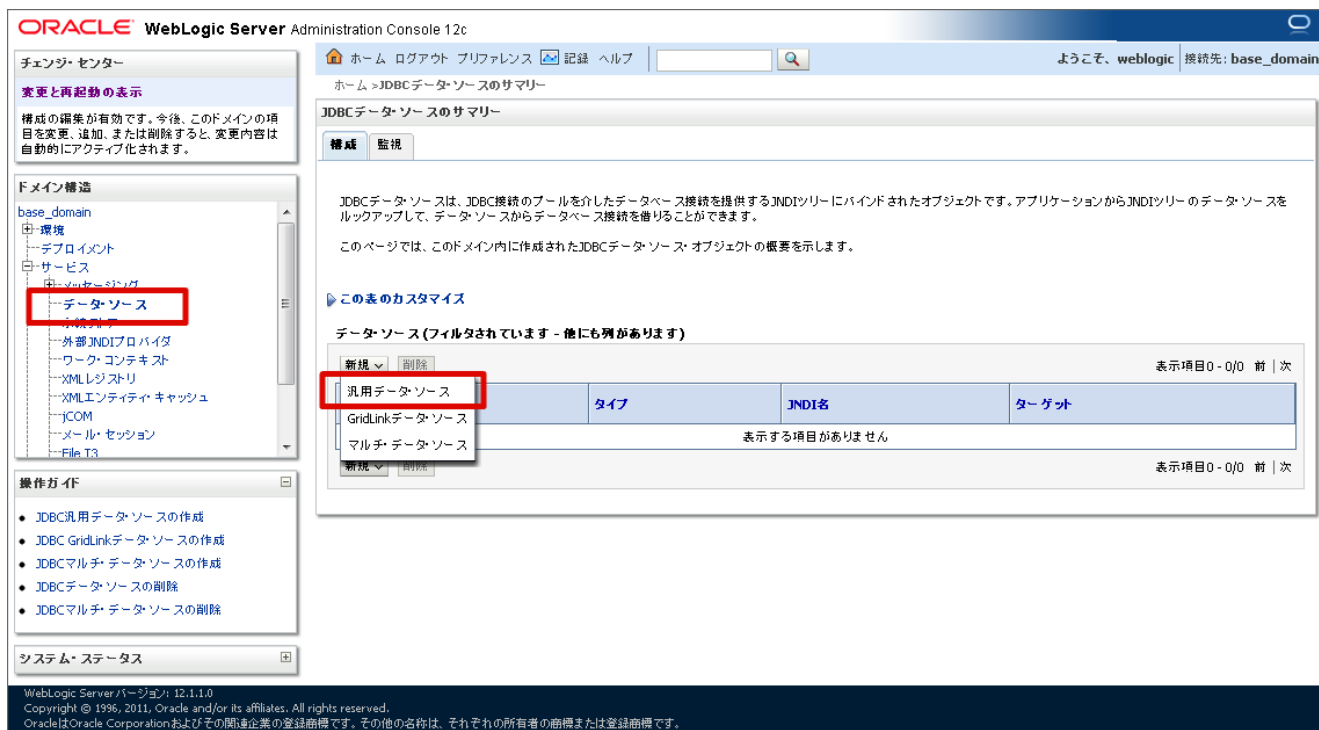 ORACLE WebLogic Server Administration Console 12c
チェンジ・センター
変更と再起動の表示
構成の編集が有効です。今後、このドメインの項
目を変更、追加、または削除すると、変更内容は
自動的にアクティブ化されます。
ドメイン構造
base_domain
環境
デプロイメント
サービス
メッセージング
データ・ソース
外部JNDIプロバイダ
ワーク・コンテキスト
XMLレジストリ
XMLエンティティ・キャッシュ
jCOM
メール・セッション
File T3
操作ガイド
JDBC汎用データ・ソースの作成
JDBC GridLinkデータ・ソースの作成
JDBCマルチ・データ・ソースの作成
JDBCデータ・ソースの削除
JDBCマルチ・データ・ソースの削除
システム・ステータス
ホーム ログアウト プリファレンス 記録 ヘルプ
ようこそ、weblogic 接続先: base_domain
ホーム >JDBCデータ・ソースのサマリー
JDBCデータ・ソースのサマリー
構成 監視
JDBCデータ・ソースは、JDBC接続のプールを介したデータベース接続を提供するJNDIツリーにバインドされたオブジェクトです。アプリケーションからJNDIツリーのデータ・ソースを
ルックアップして、データ・ソースからデータベース接続を借りることができます。
このページでは、このドメイン内に作成されたJDBCデータ・ソース・オブジェクトの概要を示します。
この表のカスタマイズ
データ・ソース (フィルタされています - 他にも列があります)
新規 削除 表示項目0 - 0/0 前 | 次
汎用データ・ソース
GridLinkデータ・ソース
マルチ・データ・ソース
タイプ JNDI名 ターゲット
表示する項目がありません
新規 削除 表示項目0 - 0/0 前 | 次
WebLogic Serverバージョン: 12.1.1.0
Copyright © 1996, 2011, Oracle and/or its affiliates. All rights reserved.
OracleはOracle Corporationおよびその関連企業の登録商標です。その他の名称は、それぞれの所有者の商標または登録商標です。